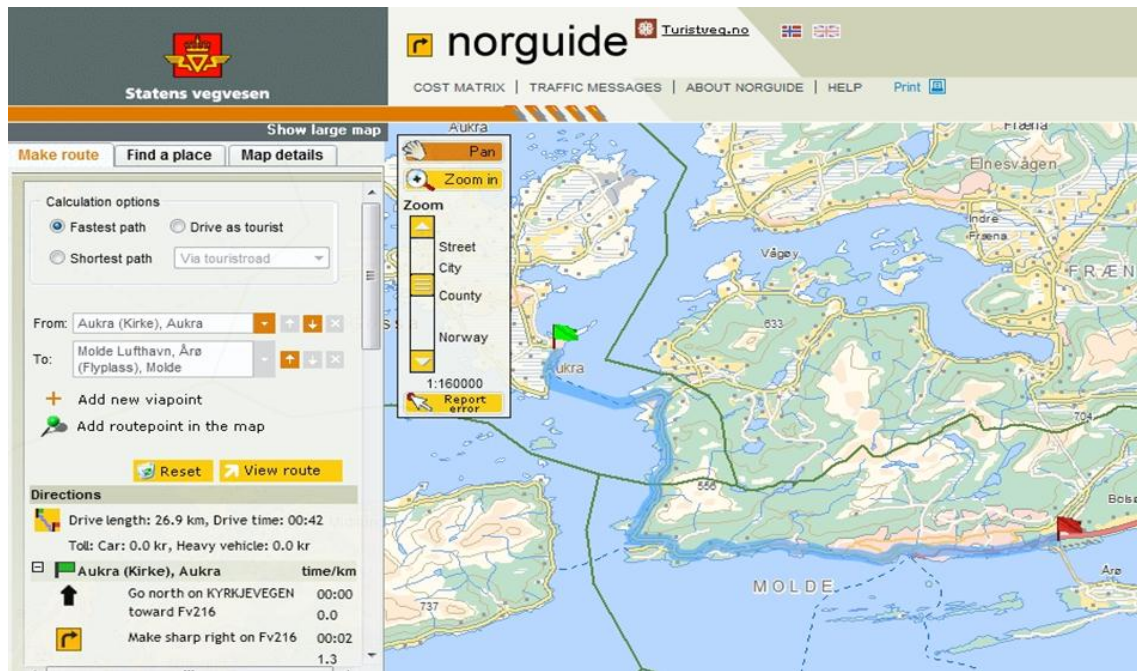 Statens vegvesen
norguide
Turistveg.no
COST MATRIX | TRAFFIC MESSAGES | ABOUT NORGUIDE | HELP
Print
Show large map
Make route
Find a place
Map details
Calculation options
Fastest path
Drive as tourist
Shortest path
Via touristroad
From: Aukra (Kirke), Aukra
To: Molde Lufthavn, Årø
(Flyplass), Molde
Add new viapoint
Add routepoint in the map
Reset
View route
Directions
Drive length: 26.9 km, Drive time: 00:42
Toll: Car: 0.0 kr, Heavy vehicle: 0.0 kr
Aukra (Kirke), Aukra time/km
Go north on KYRKJEVEGEN 00:00
toward Fv216 0.0
Make sharp right on Fv216 00:02
1.3
Pan
Zoom in
Zoom
Street
City
County
Norway
1:160000
Report
error
Aukra
Fræna
Elnesvågen
Indre
Fræna
Vågøy
FRÆN
633
Aukra
704
556
Bolsø
MOLDE
Årø
737